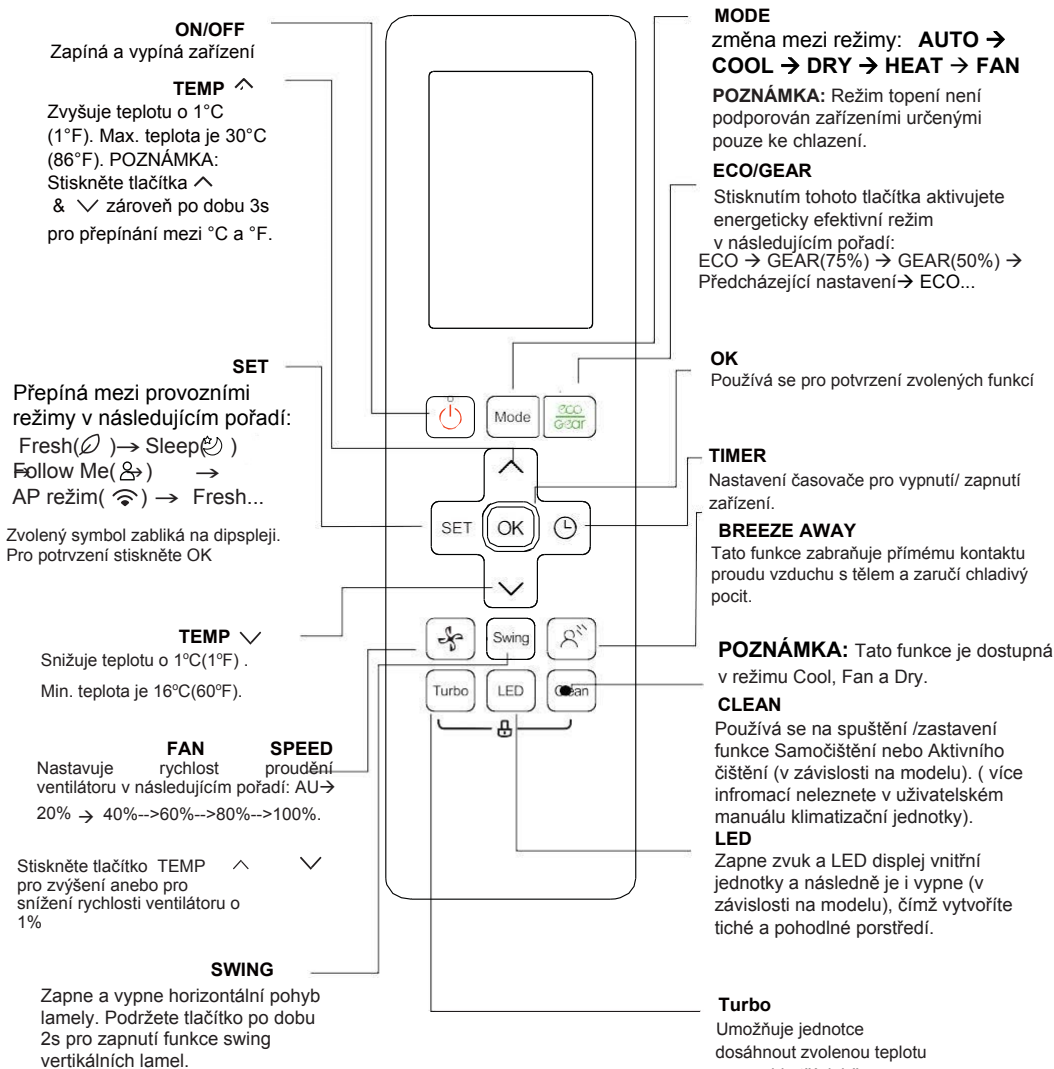 ON/OFF
Zapíná a vypíná zařízení
TEMP ^
Zvyšuje teplotu o 1°C
(1°F). Max. teplota je 30°C
(86°F). POZNÁMKA:
Stiskněte tlačítka ^
& ∨ zároveň po dobu 3s
pro přepínání mezi °C a °F.
SET
Přepíná mezi provozními
režimy v následujícím pořadí:
Fresh( )→ Sleep( )
Follow Me( ) →
AP režim( ) → Fresh...
Zvolený symbol zabliká na dipspleji.
Pro potvrzení stiskněte OK
TEMP ∨
Snižuje teplotu o 1ºC(1ºF) .
Min. teplota je 16ºC(60ºF).
FAN SPEED
Nastavuje rychlost proudění
ventilátoru v následujícím pořadí: AU→
20% → 40%-->60%-->80%-->100%.
Stiskněte tlačítko TEMP ^ ∨
pro zvýšení anebo pro
snížení rychlosti ventilátoru o
1%
SWING
Zapne a vypne horizontální pohyb
lamely. Podržete tlačítko po dobu
2s pro zapnutí funkce swing
vertikálních lamel.
Mode
eco
Gear
SET
OK
Swing
Turbo
LED
Clean
MODE
změna mezi režimy: AUTO →
COOL → DRY → HEAT → FAN
POZNÁMKA: Režim topení není
podporován zařízeními určenými
pouze ke chlazení.
ECO/GEAR
Stisknutím tohoto tlačítka aktivujete
energeticky efektivní režim
v následujícím pořadí:
ECO → GEAR(75%) → GEAR(50%) →
Předcházející nastavení→ ECO...
OK
Používá se pro potvrzení zvolených funkcí
TIMER
Nastavení časovače pro vypnutí/ zapnutí
zařízení.
BREEZE AWAY
Tato funkce zabraňuje přímému kontaktu
proudu vzduchu s tělem a zaručí chladivý
pocit.
POZNÁMKA: Tato funkce je dostupná
v režimu Cool, Fan a Dry.
CLEAN
Používá se na spuštění /zastavení
funkce Samočištění nebo Aktivního
čištění (v závislosti na modelu). ( více
infromací neleznete v uživatelském
manuálu klimatizační jednotky).
LED
Zapne zvuk a LED displej vnitřní
jednotky a následně je i vypne (v
závislosti na modelu), čímž vytvoříte
tiché a pohodlné porstředí.
Turbo
Umožňuje jednotce
dosáhnout zvolenou teplotu